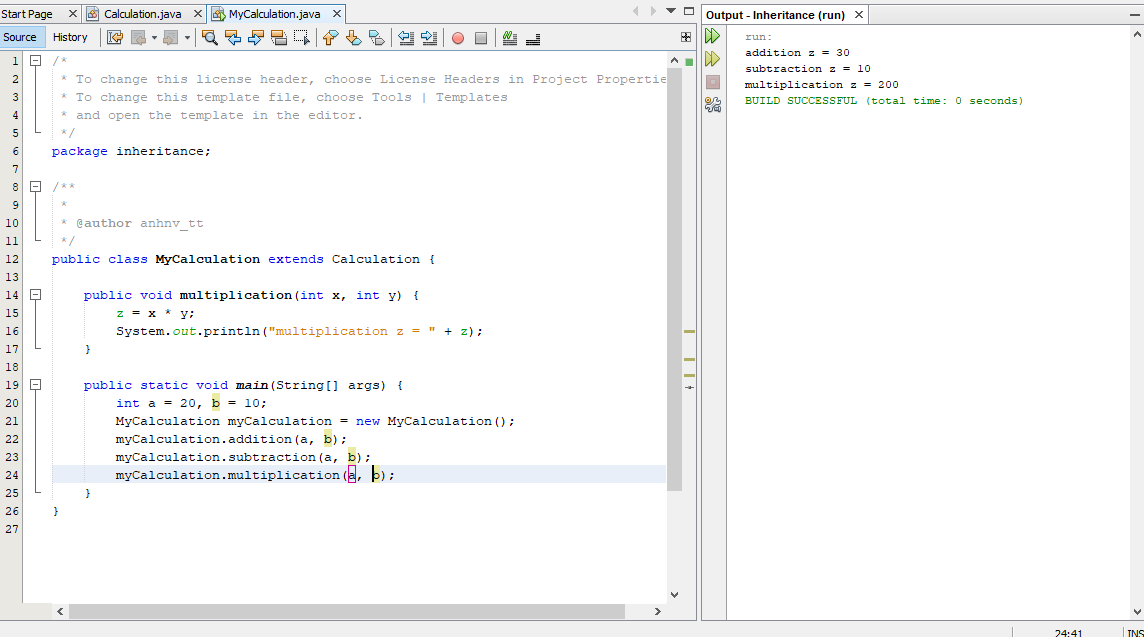 Start Page Calculation.java MyCalculation.java
Source History
1 /*
2 * To change this license header, choose License Headers in Project Propertie
3 * To change this template file, choose Tools | Templates
4 * and open the template in the editor.
5 */
6 package inheritance;
7
8 /**
9 *
10 * @author anhnv_tt
11 */
12 public class MyCalculation extends Calculation {
13
14 public void multiplication(int x, int y) {
15 z = x * y;
16 System.out.println("multiplication z = " + z);
17 }
18
19 public static void main(String[] args) {
20 int a = 20, b = 10;
21 MyCalculation myCalculation = new MyCalculation();
22 myCalculation.addition(a, b);
23 myCalculation.subtraction(a, b);
24 myCalculation.multiplication(a, b);
25 }
26 }
27
Output - Inheritance (run)
run:
addition z = 30
subtraction z = 10
multiplication z = 200
BUILD SUCCESSFUL (total time: 0 seconds)
24:41 INS